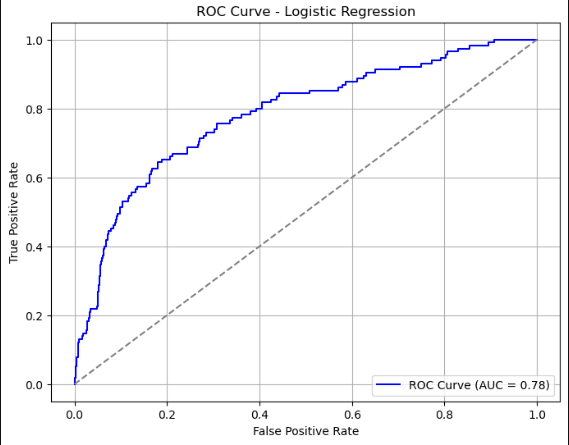 ROC Curve - Logistic Regression
1.0
0.8
0.6
0.4
0.2
0.0
True Positive Rate
ROC Curve (AUC = 0.78)
0.0 0.2 0.4 0.6 0.8 1.0
False Positive Rate